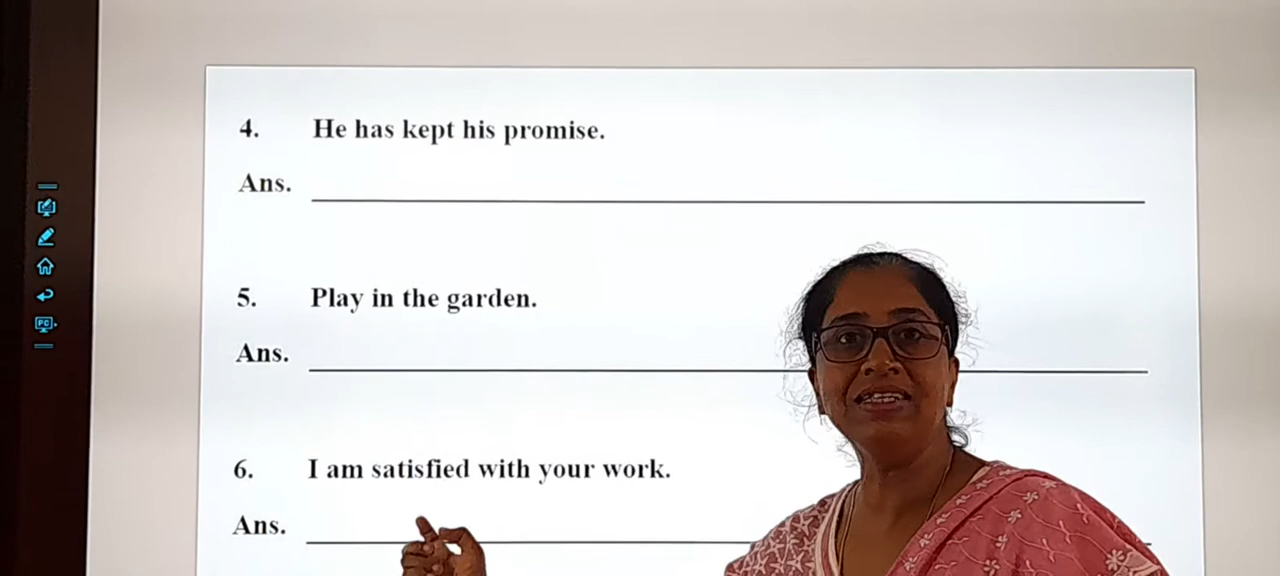 4. He has kept his promise.
Ans.
5. Play in the garden.
Ans.
6. I am satisfied with your work.
Ans.
PC